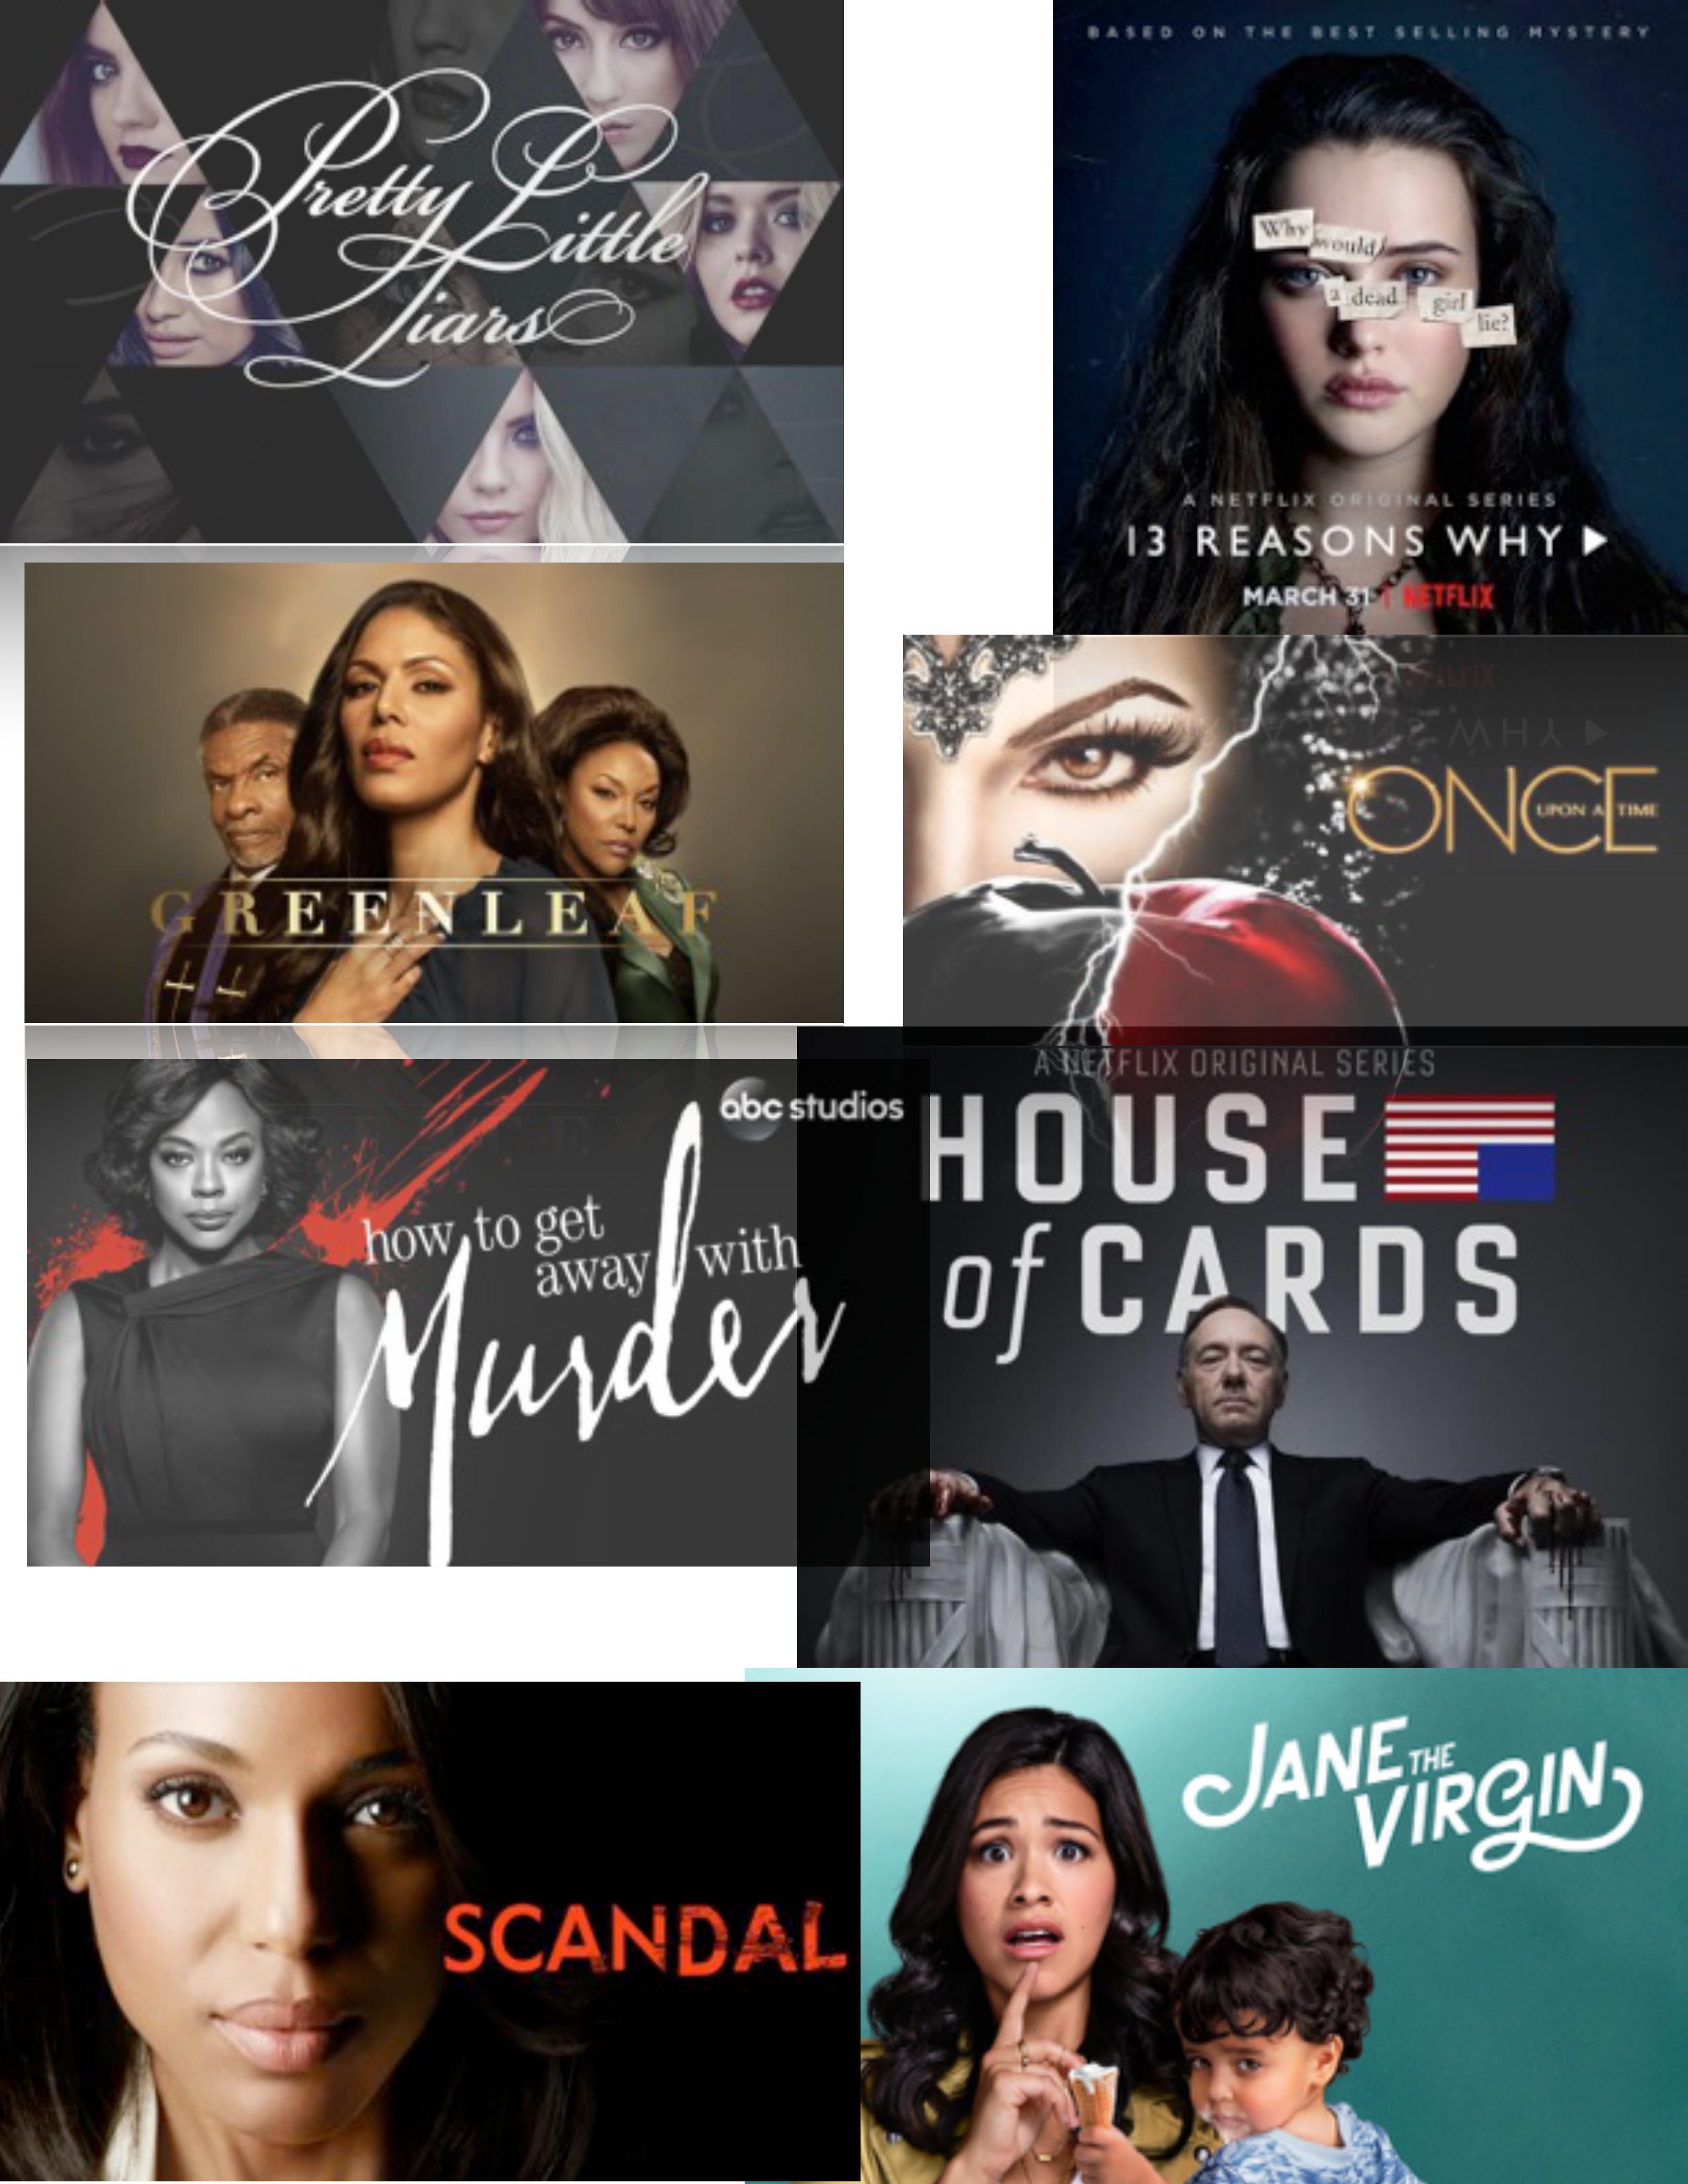 Pretty Little
Liars
BASED ON THE BEST SELLING MYSTERY
Why would
a dead girl
lie?
A NETFLIX ORIGINAL SERIES
13 REASONS WHY
MARCH 31 | NETFLIX
GREENLEAF
ONCE
UPON A TIME
abc studios
how to get
away with
Murder
A NETFLIX ORIGINAL SERIES
HOUSE
of CARDS
SCANDAL
JANE THE
VIRGIN